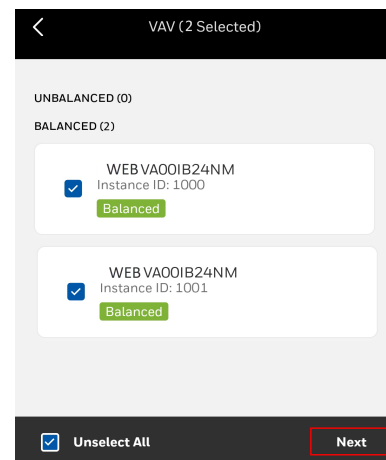 VAV (2 Selected)
UNBALANCED (0)
BALANCED (2)
WEB VA00IB24NM
Instance ID: 1000
Balanced
WEB VA00IB24NM
Instance ID: 1001
Balanced
Unselect All
Next